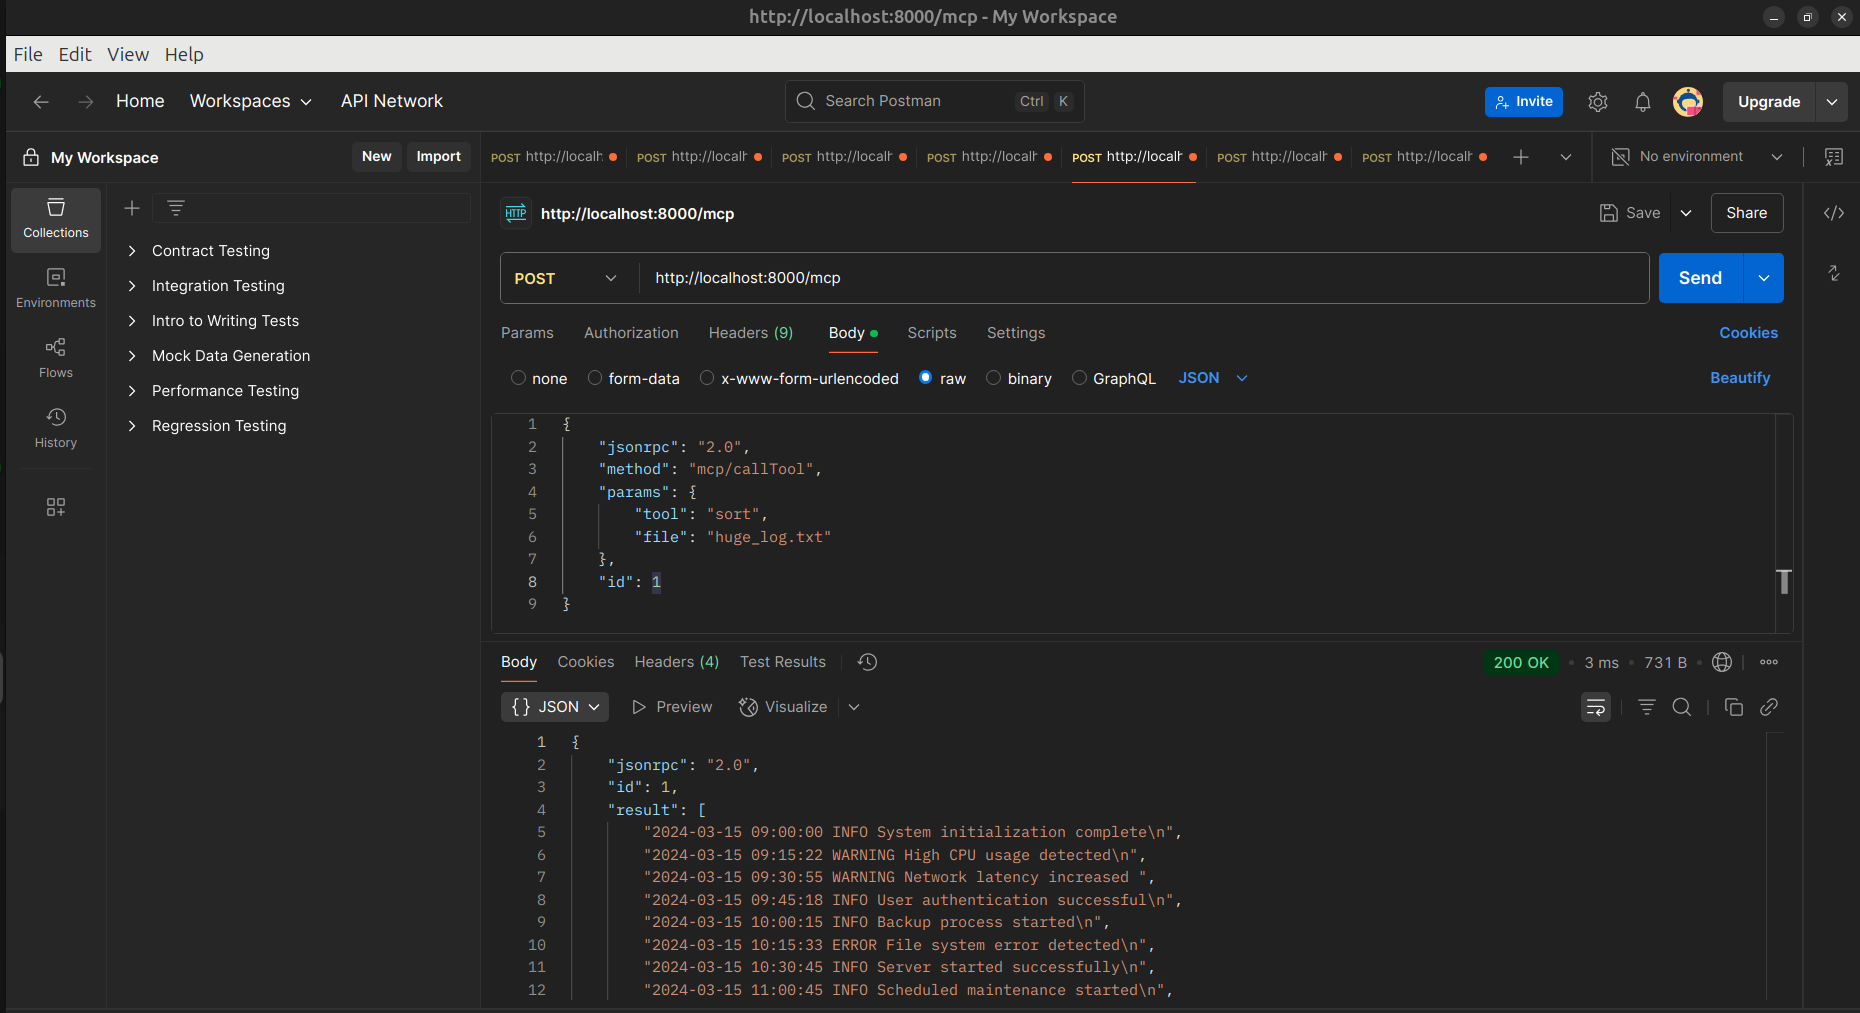 http://localhost:8000/mcp - My Workspace
File Edit View Help
Home Workspaces API Network
Search Postman Ctrl K
Invite
Upgrade
My Workspace
New Import
POST http://localh
POST http://localh
POST http://localh
POST http://localh
POST http://localh
POST http://localh
POST http://localh
No environment
Collections
Environments
Flows
History
Contract Testing
Integration Testing
Intro to Writing Tests
Mock Data Generation
Performance Testing
Regression Testing
HTTP http://localhost:8000/mcp
Save Share
POST http://localhost:8000/mcp
Send
Params Authorization Headers (9) Body Scripts Settings
Cookies
none form-data x-www-form-urlencoded raw binary GraphQL JSON
Beautify
1 {
2 "jsonrpc": "2.0",
3 "method": "mcp/callTool",
4 "params": {
5 "tool": "sort",
6 "file": "huge_log.txt"
7 },
8 "id": 1
9 }
Body Cookies Headers (4) Test Results
200 OK • 3 ms • 731 B •
{} JSON Preview Visualize
1 {
2 "jsonrpc": "2.0",
3 "id": 1,
4 "result": [
5 "2024-03-15 09:00:00 INFO System initialization complete\n",
6 "2024-03-15 09:15:22 WARNING High CPU usage detected\n",
7 "2024-03-15 09:30:55 WARNING Network latency increased ",
8 "2024-03-15 09:45:18 INFO User authentication successful\n",
9 "2024-03-15 10:00:15 INFO Backup process started\n",
10 "2024-03-15 10:15:33 ERROR File system error detected\n",
11 "2024-03-15 10:30:45 INFO Server started successfully\n",
12 "2024-03-15 11:00:45 INFO Scheduled maintenance started\n",